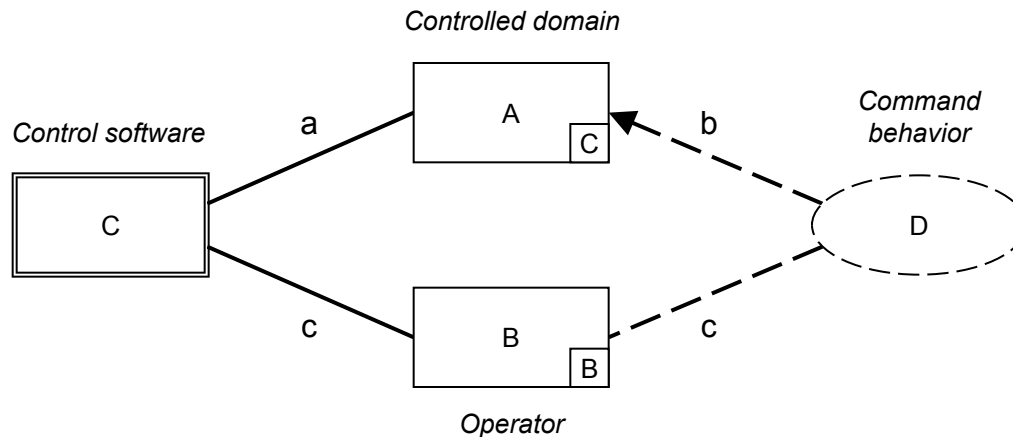 Controlled domain
A
C
a
b
Command
behavior
Control software
C
D
c
c
B
B
Operator